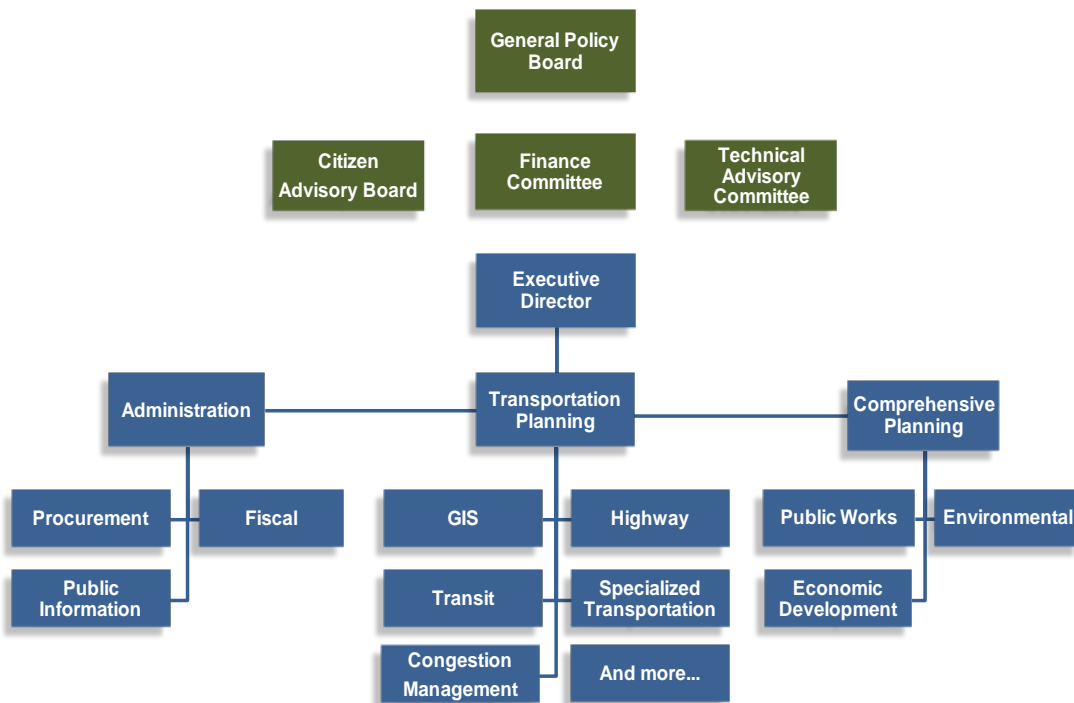 General Policy
Board
Citizen
Advisory Board
Finance
Committee
Technical
Advisory
Committee
Executive
Director
Administration
Transportation
Planning
Comprehensive
Planning
Procurement
Fiscal
GIS
Highway
Public Works
Environmental
Public
Information
Transit
Specialized
Transportation
Economic
Development
Congestion
Management
And more...